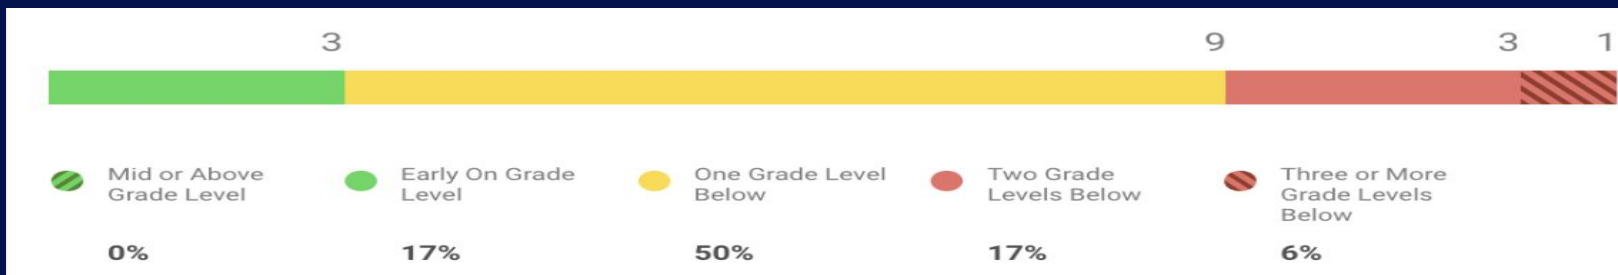 3 9 3 1
Mid or Above
Grade Level
0%
Early On Grade
Level
17%
One Grade Level
Below
50%
Two Grade
Levels Below
17%
Three or More
Grade Levels
Below
6%